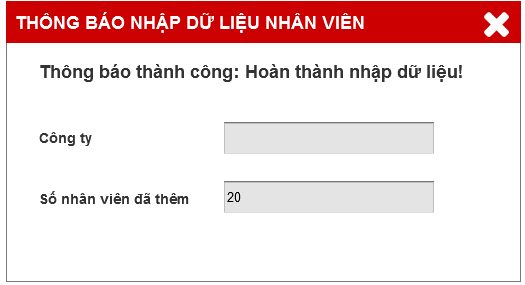 THÔNG BÁO NHẬP DỮ LIỆU NHÂN VIÊN
Thông báo thành công: Hoàn thành nhập dữ liệu!
Công ty
Số nhân viên đã thêm 20